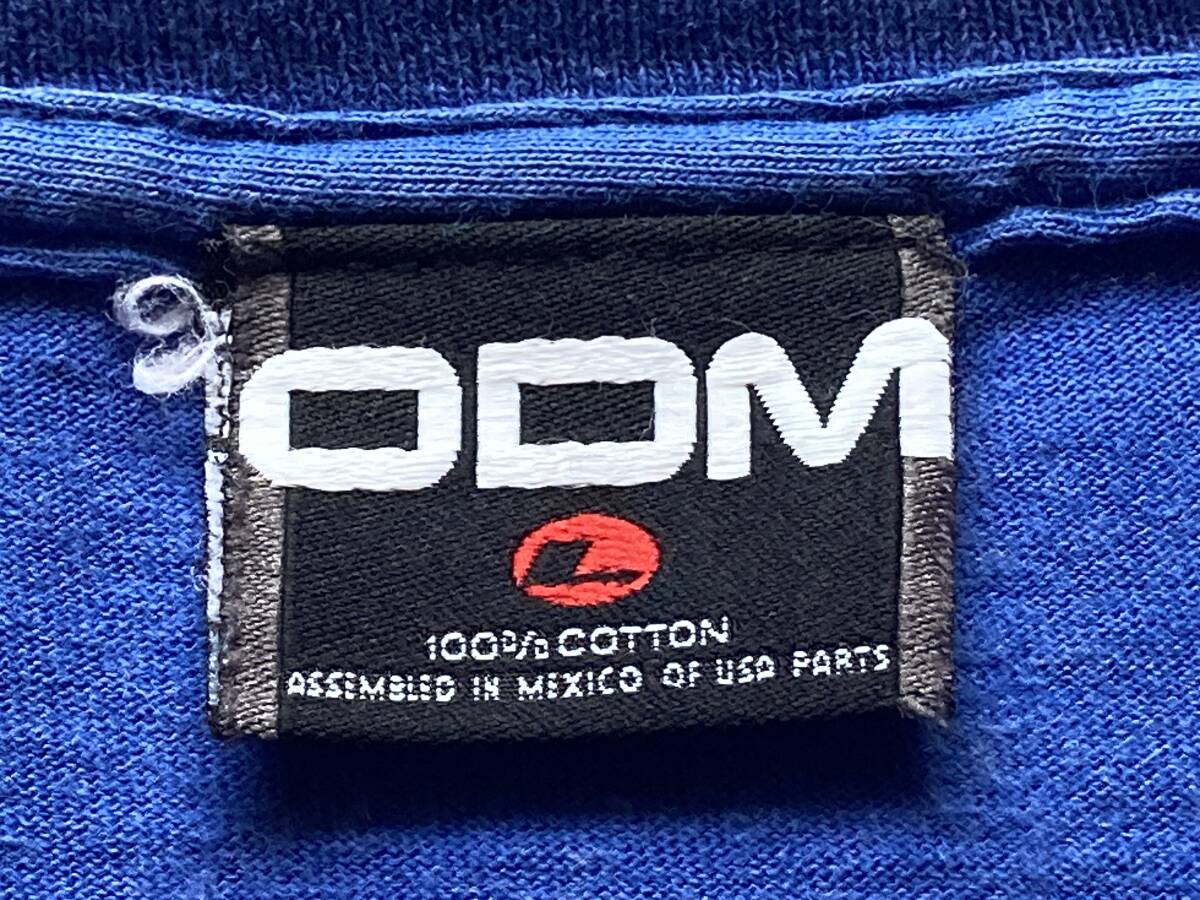 ODM
L
100% COTTON
ASSEMBLED IN MEXICO OF USA PARTS